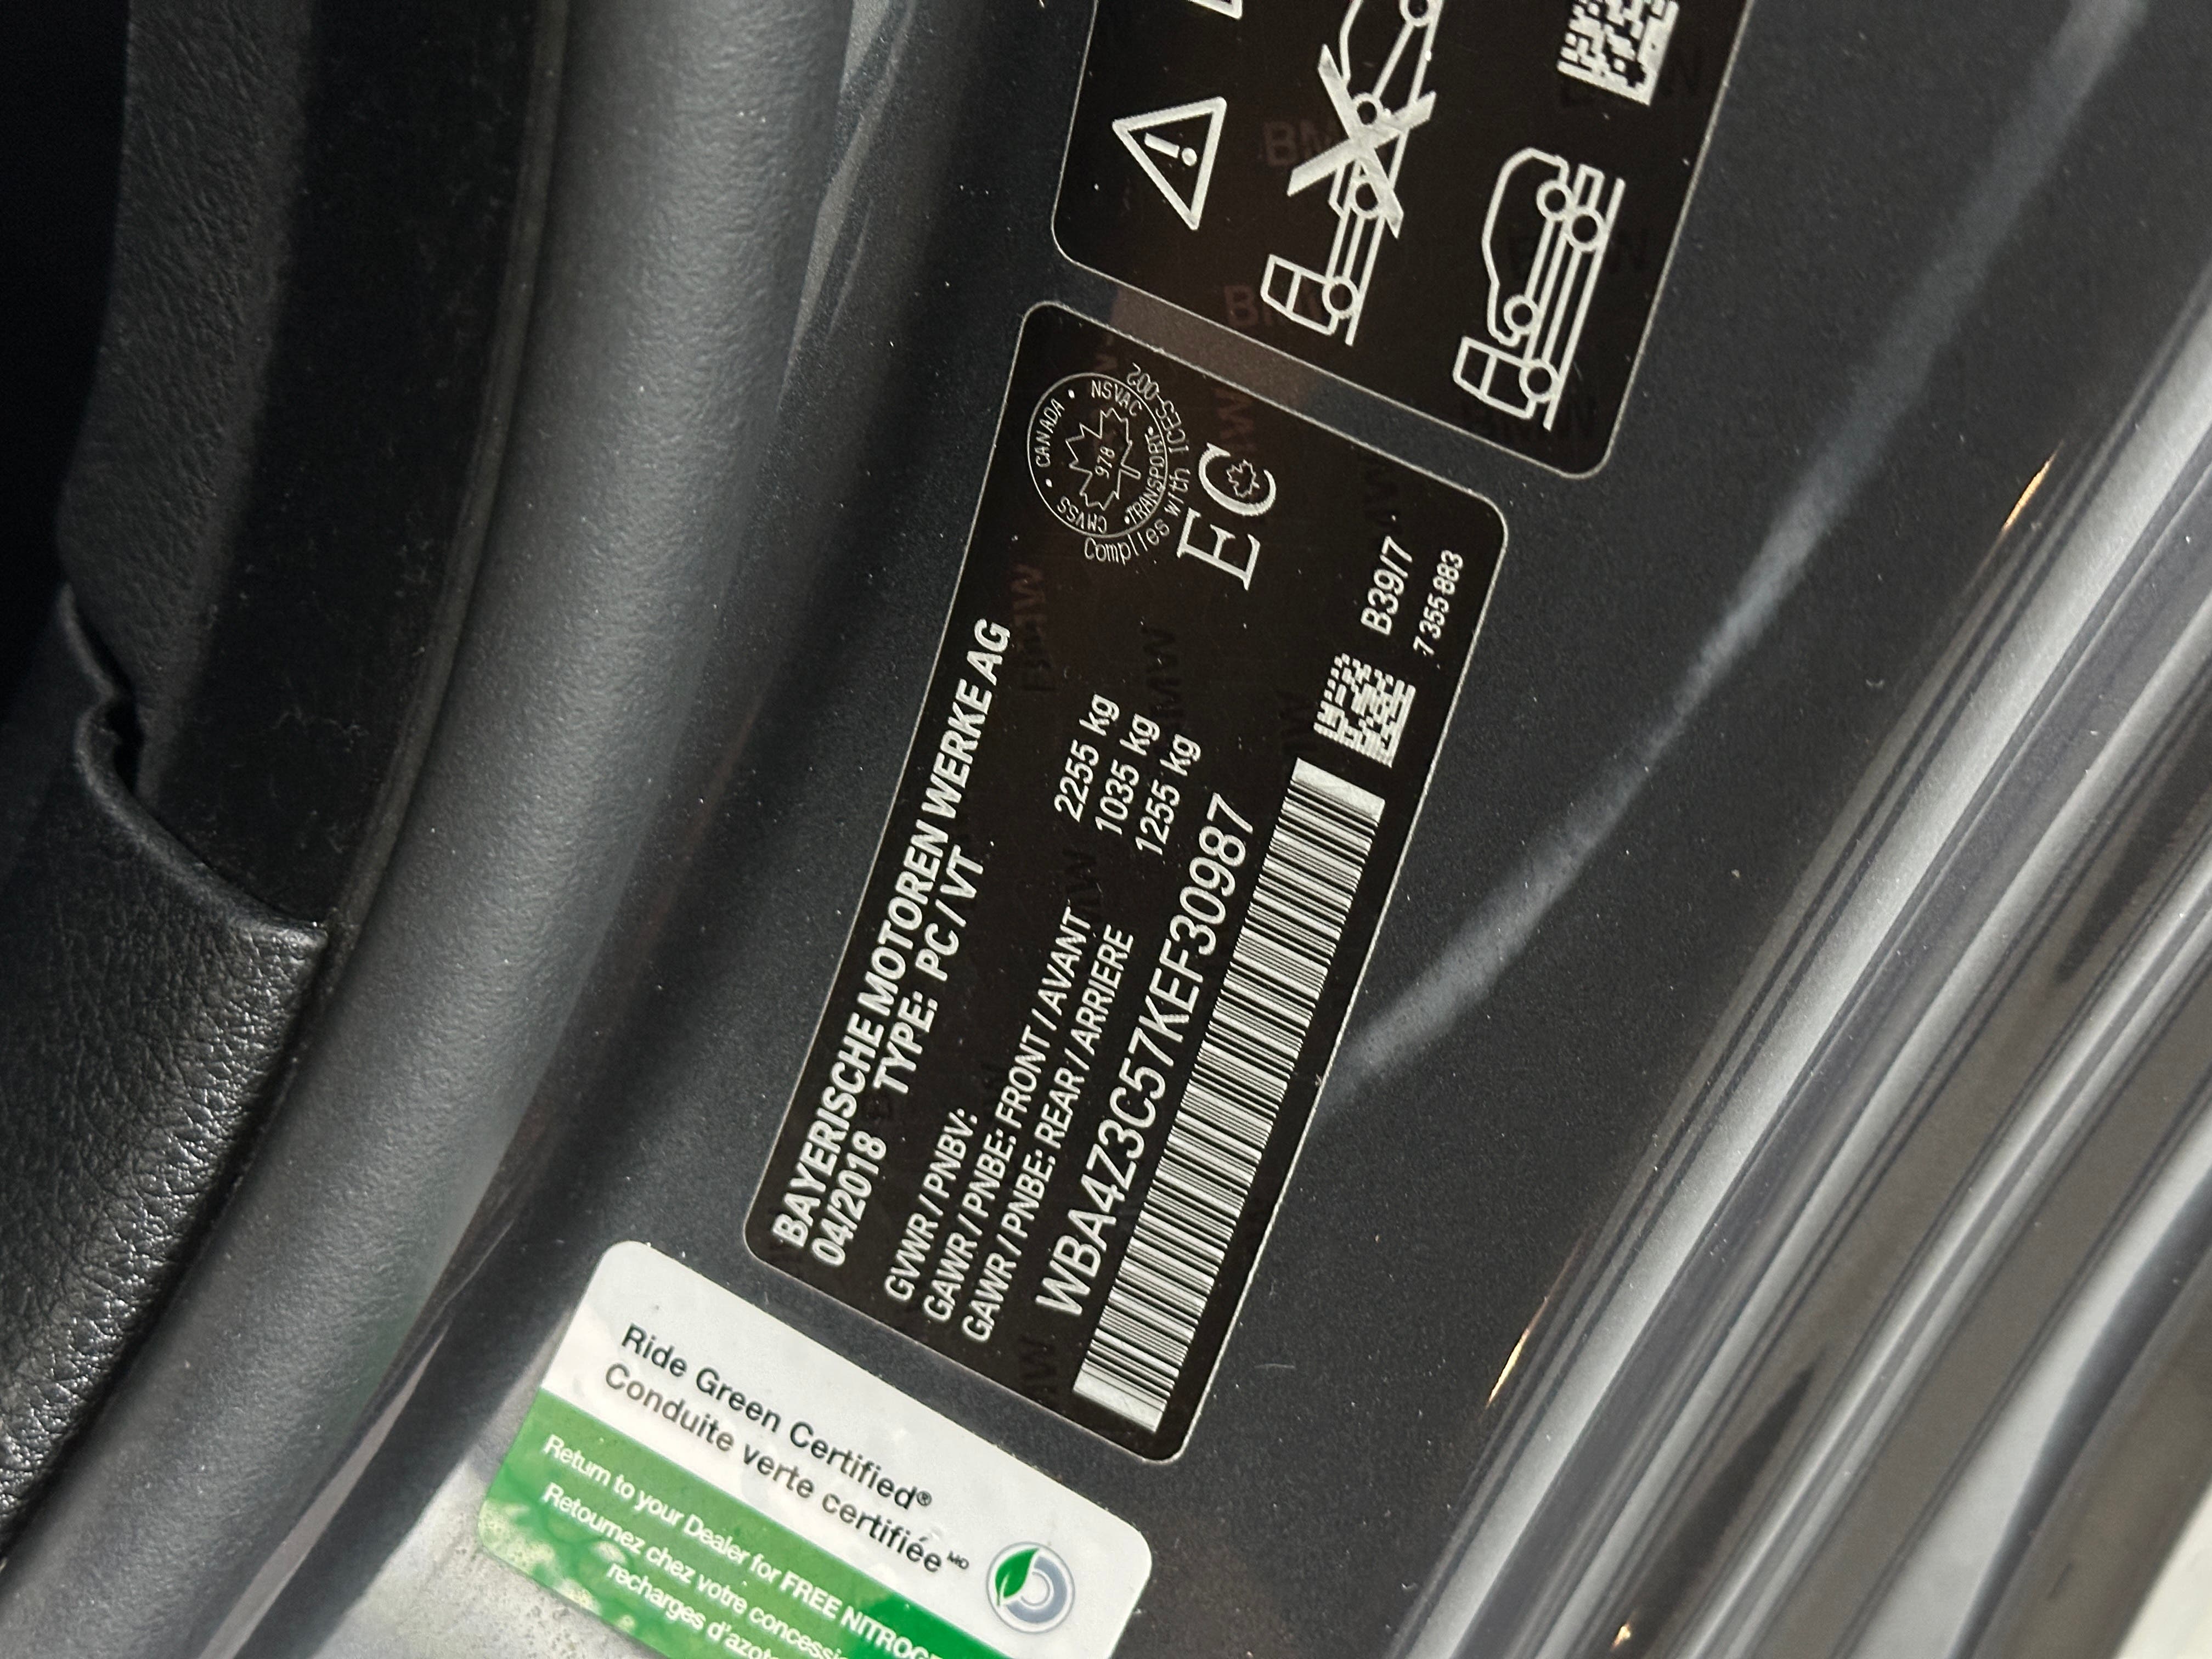 BAYERISCHE MOTOREN WERKE AG
04/2018 TYPE: PC / VT
GVWR / PNBV: 2255 kg
GAWR / PNBE: FRONT / AVANT 1035 kg
GAWR / PNBE: REAR / ARRIERE 1255 kg
WBA4Z3C57KEF30987
CANADA • NSVAC • TRANSPORT • CMVSS •
978
Complies with ICES-002
EC
B39/7
7 355 883
Ride Green Certified®
Conduite verte certifiée MD
Return to your Dealer for FREE NITROGE
Retournez chez votre concessi
recharges d'azot